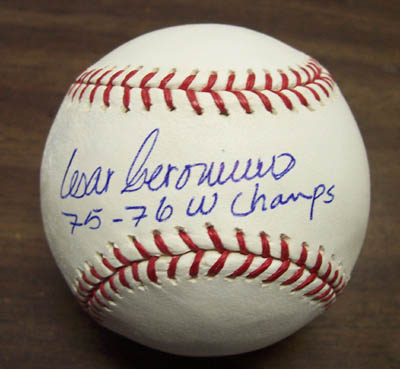 Cesar Geronimo
75-76 W Champs